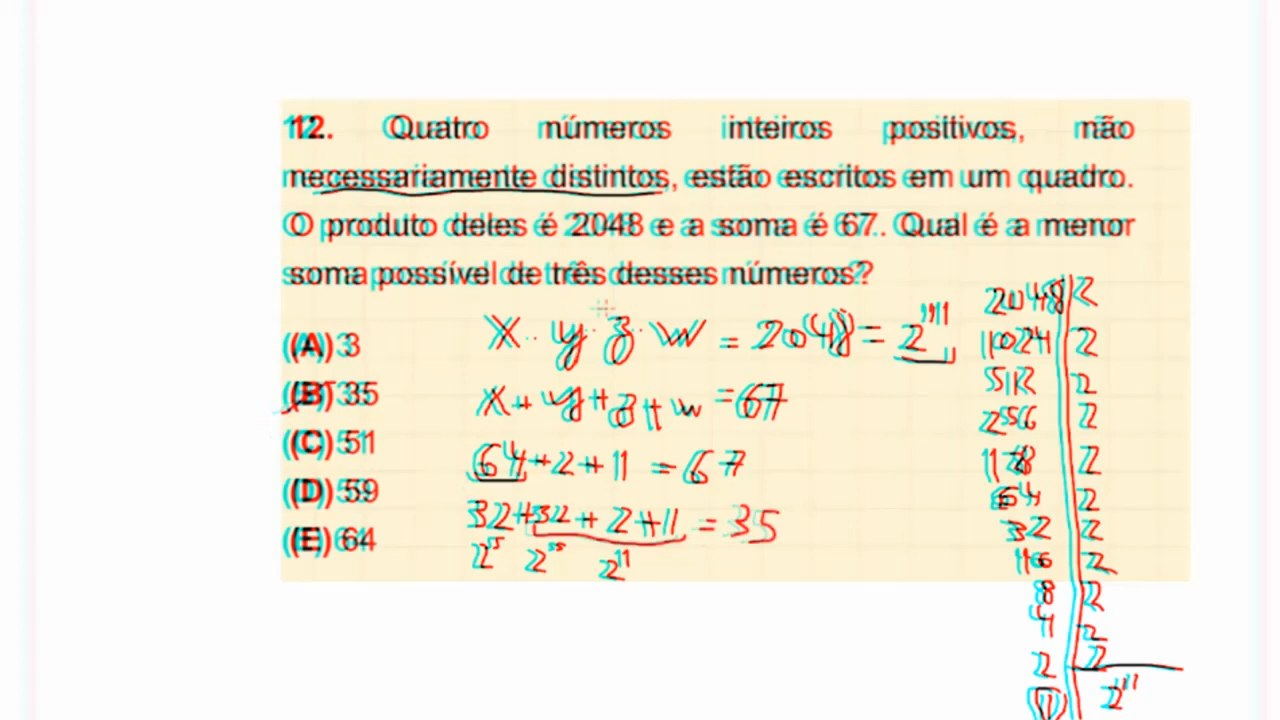 12. Quatro números inteiros positivos, não
necessariamente distintos, estão escritos em um quadro.
O produto deles é 2048 e a soma é 67. Qual é a menor
soma possível de três desses números?
(A) 3
(B) 35
(C) 51
(D) 59
(E) 64
x · y · z · w = 2048 = 2¹¹
x + y + z + w = 67
64 + 2 + 1 = 67
32 + 32 + 2 + 1 = 35
2⁵ 2⁵ 2¹
2048 2
1024 2
512 2
256 2
128 2
64 2
32 2
16 2
8 2
4 2
2 2
1 2¹¹